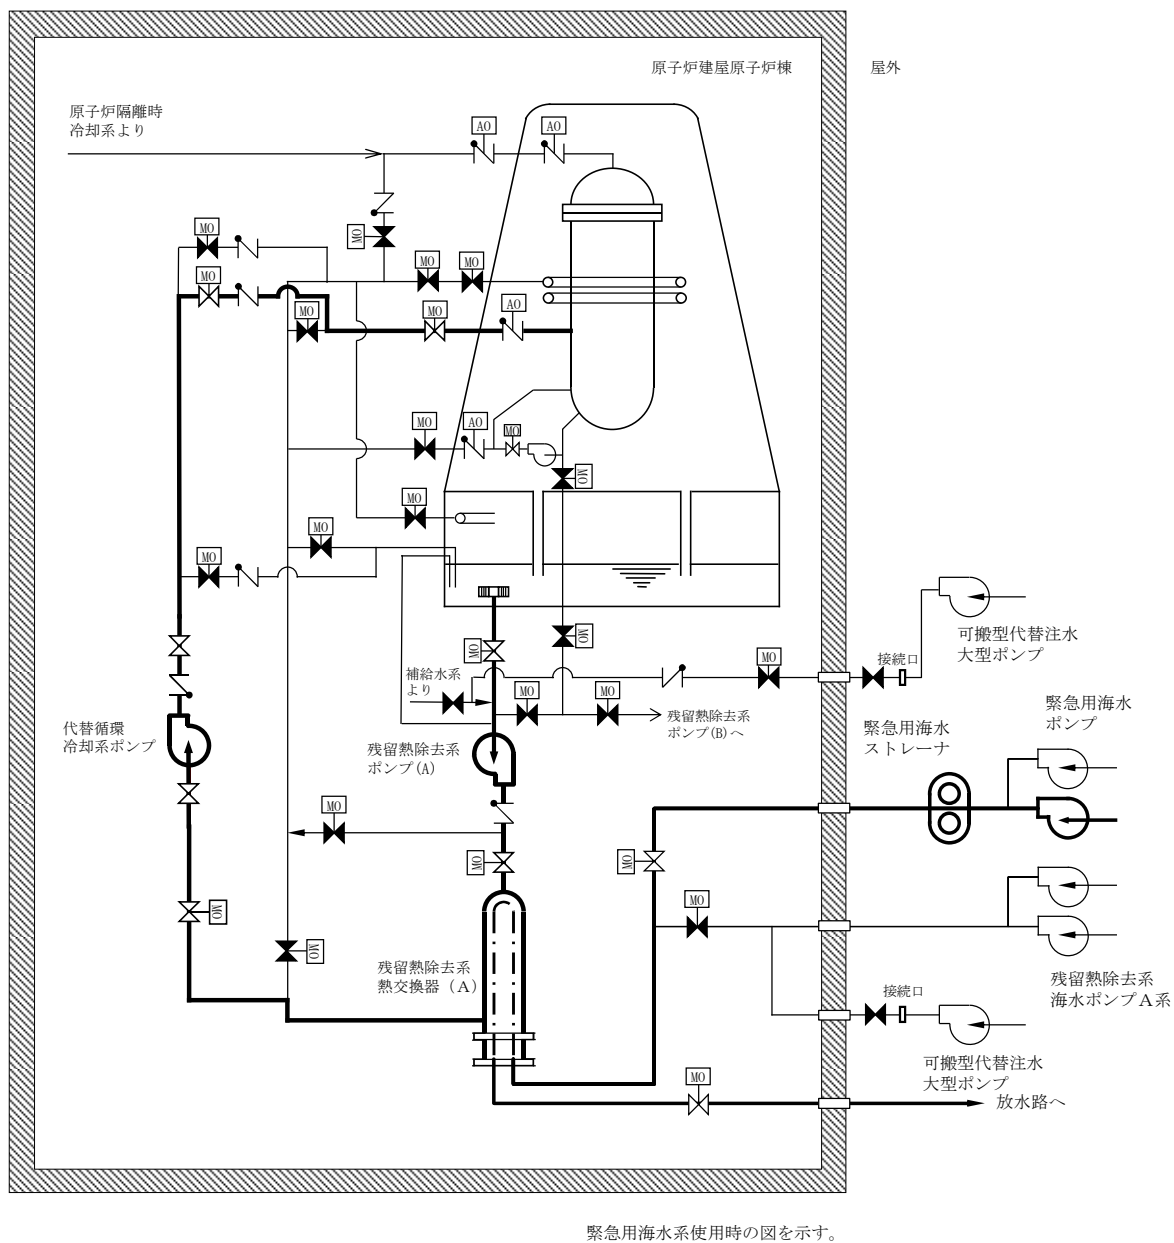 原子炉建屋原子炉棟
屋外
原子炉隔離時
冷却系より
AO
AO
MO
MO
MO
MO
MO
AO
MO
MO
MO
MO
AO
MO
MO
MO
MO
MO
MO
MO
補給水系
より
MO
MO
MO
接続口
可搬型代替注水
大型ポンプ
残留熱除去系
ポンプ(B)へ
代替循環
冷却系ポンプ
残留熱除去系
ポンプ(A)
緊急用海水
ストレーナ
緊急用海水
ポンプ
MO
MO
MO
MO
MO
MO
残留熱除去系
熱交換器(A)
残留熱除去系
海水ポンプA系
接続口
可搬型代替注水
大型ポンプ
MO
放水路へ
緊急用海水系使用時の図を示す。